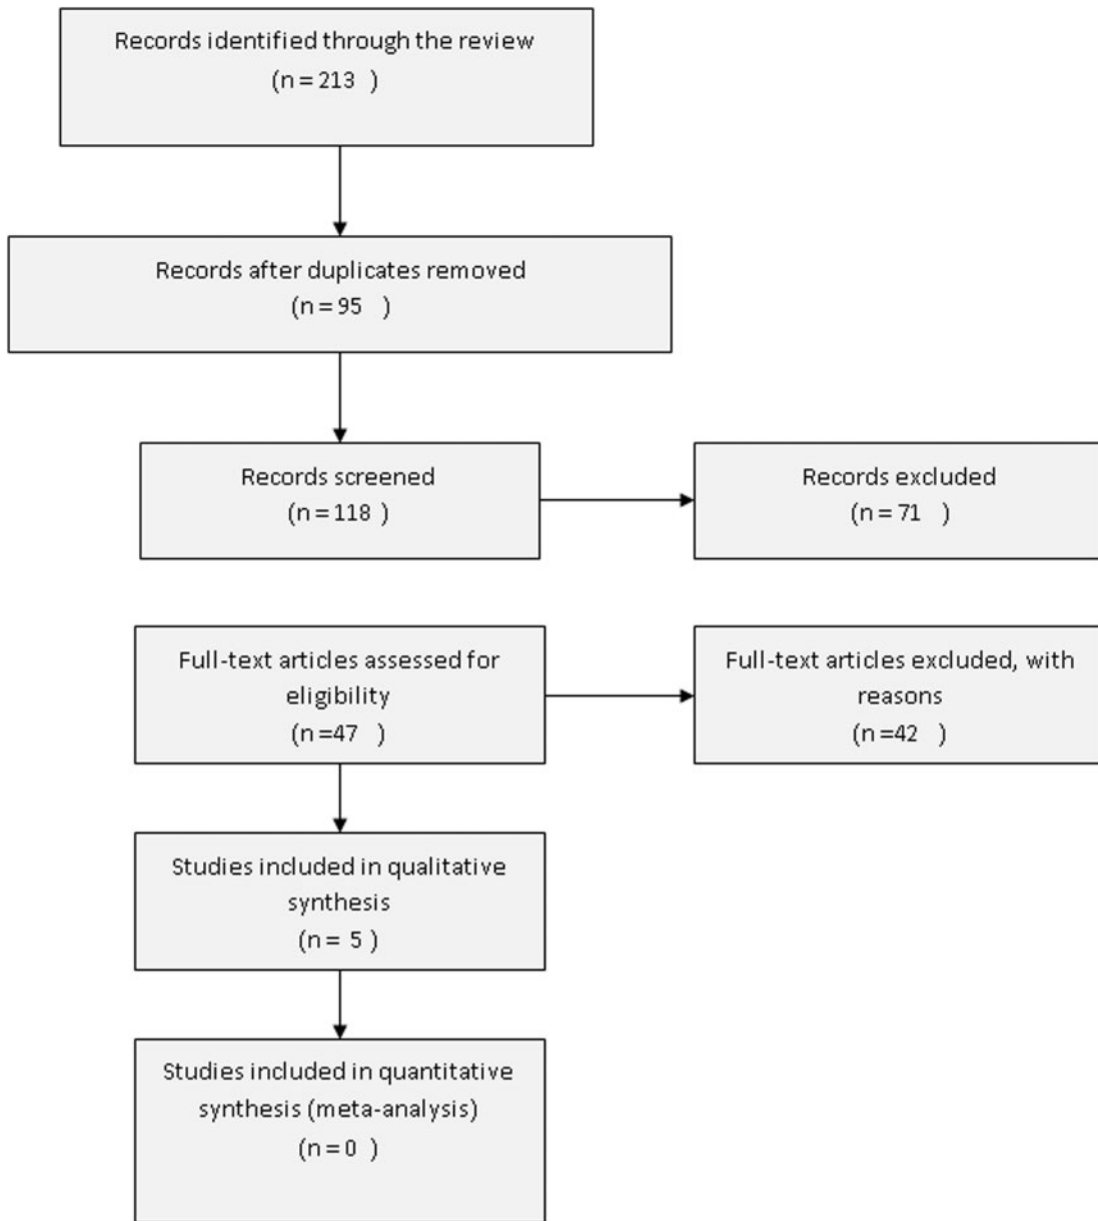 Records identified through the review
(n = 213 )
Records after duplicates removed
(n = 95 )
Records screened
(n = 118 )
Records excluded
(n = 71 )
Full-text articles assessed for
eligibility
(n =47 )
Full-text articles excluded, with
reasons
(n =42 )
Studies included in qualitative
synthesis
(n = 5 )
Studies included in quantitative
synthesis (meta-analysis)
(n = 0 )